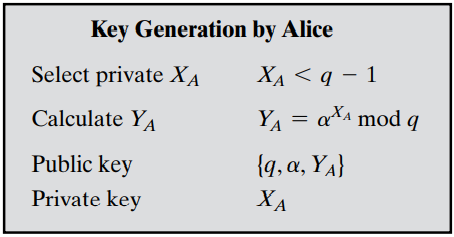 Key Generation by Alice
Select private X_A X_A < q − 1
Calculate Y_A Y_A = α^{X_A} mod q
Public key {q, α, Y_A}
Private key X_A